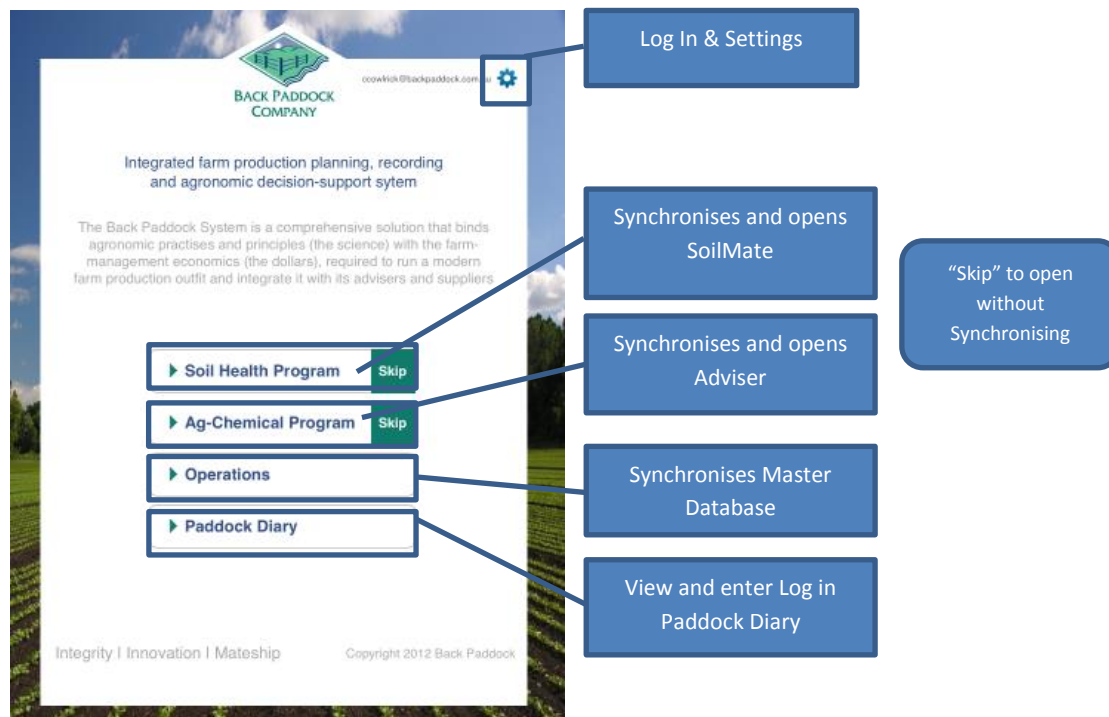 BACK PADDOCK
COMPANY
Integrated farm production planning, recording
and agronomic decision-support sytem
The Back Paddock System is a comprehensive solution that binds
agronomic practises and principles (the science) with the farm-
management economics (the dollars), required to run a modern
farm production outfit and integrate it with its advisers and suppliers
Soil Health Program Skip
Ag-Chemical Program Skip
Operations
Paddock Diary
Integrity I Innovation I Mateship Copyright 2012 Back Paddock
Log In & Settings
Synchronises and opens
SoilMate
Synchronises and opens
Adviser
Synchronises Master
Database
View and enter Log in
Paddock Diary
“Skip” to open
without
Synchronising